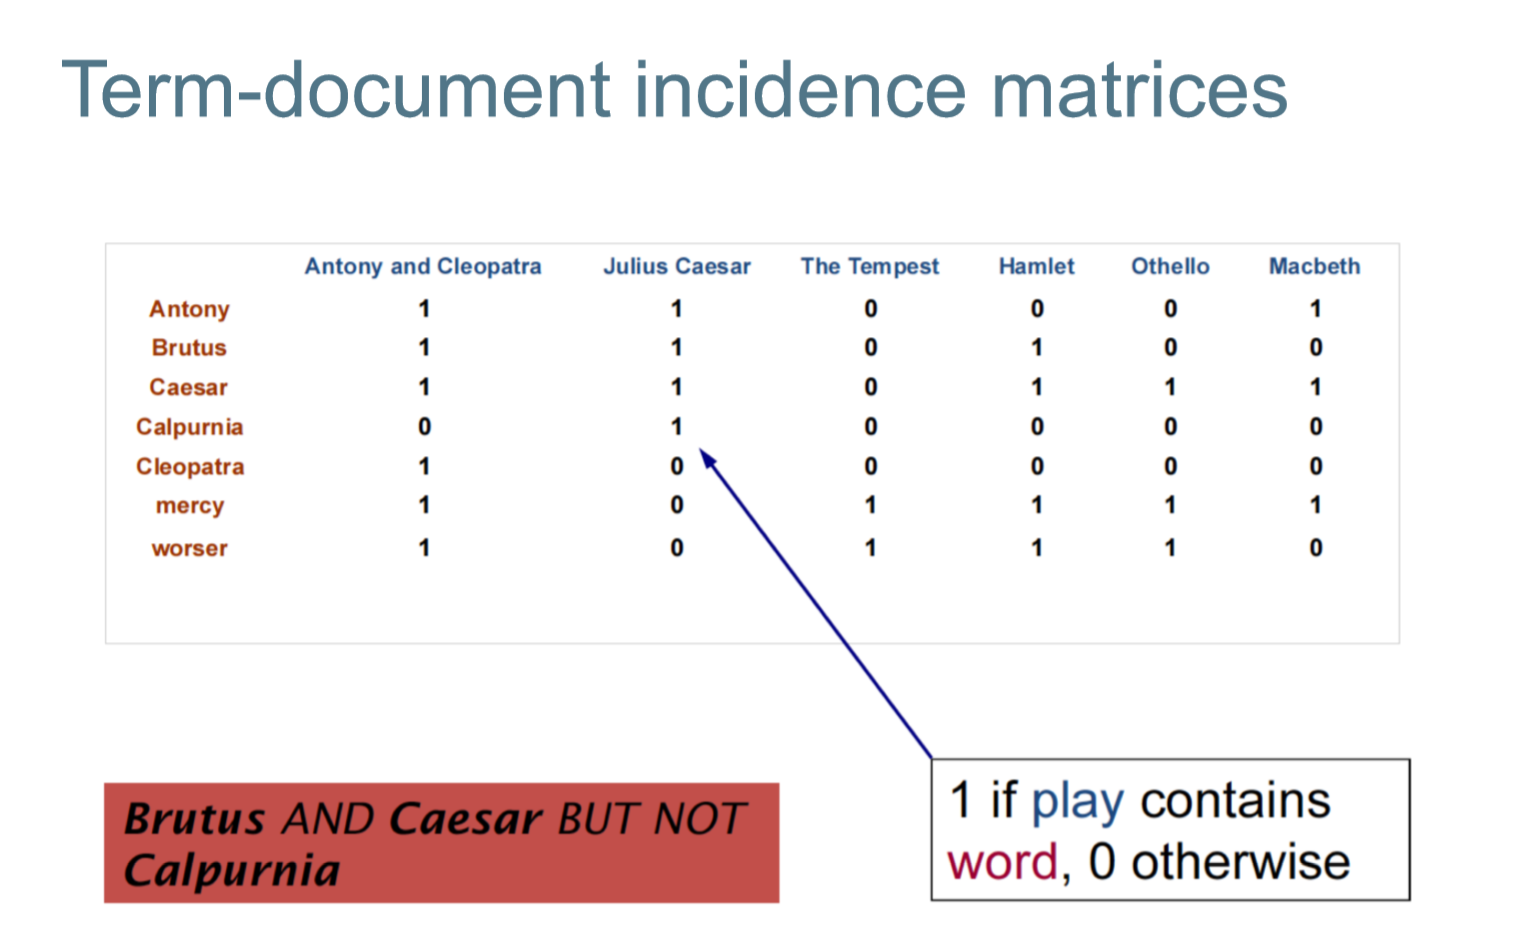 Term-document incidence matrices
Antony and Cleopatra Julius Caesar The Tempest Hamlet Othello Macbeth
Antony 1 1 0 0 0 1
Brutus 1 1 0 1 0 0
Caesar 1 1 0 1 1 1
Calpurnia 0 1 0 0 0 0
Cleopatra 1 0 0 0 0 0
mercy 1 0 1 1 1 1
worser 1 0 1 1 1 0
Brutus AND Caesar BUT NOT
Calpurnia
1 if play contains
word, 0 otherwise